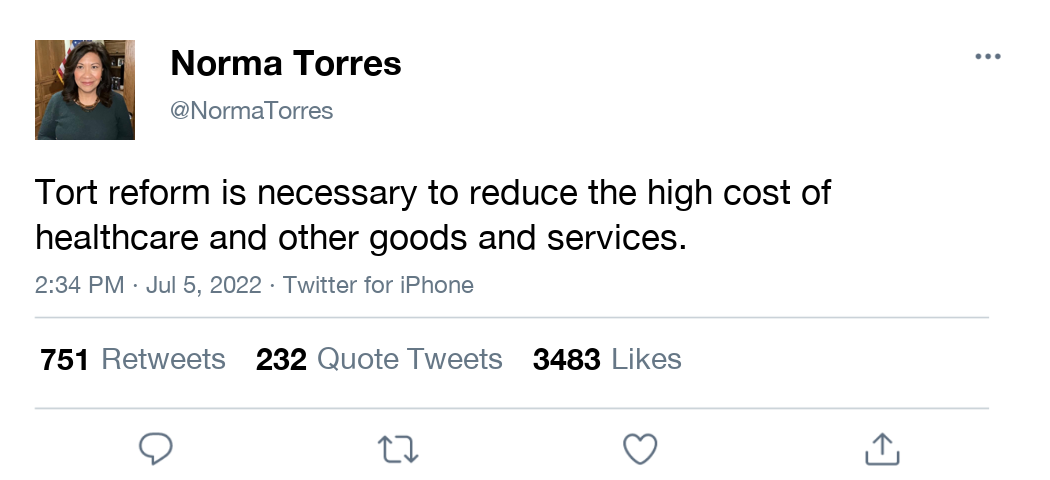 Norma Torres
@NormaTorres
Tort reform is necessary to reduce the high cost of
healthcare and other goods and services.
2:34 PM · Jul 5, 2022 · Twitter for iPhone
751 Retweets 232 Quote Tweets 3483 Likes